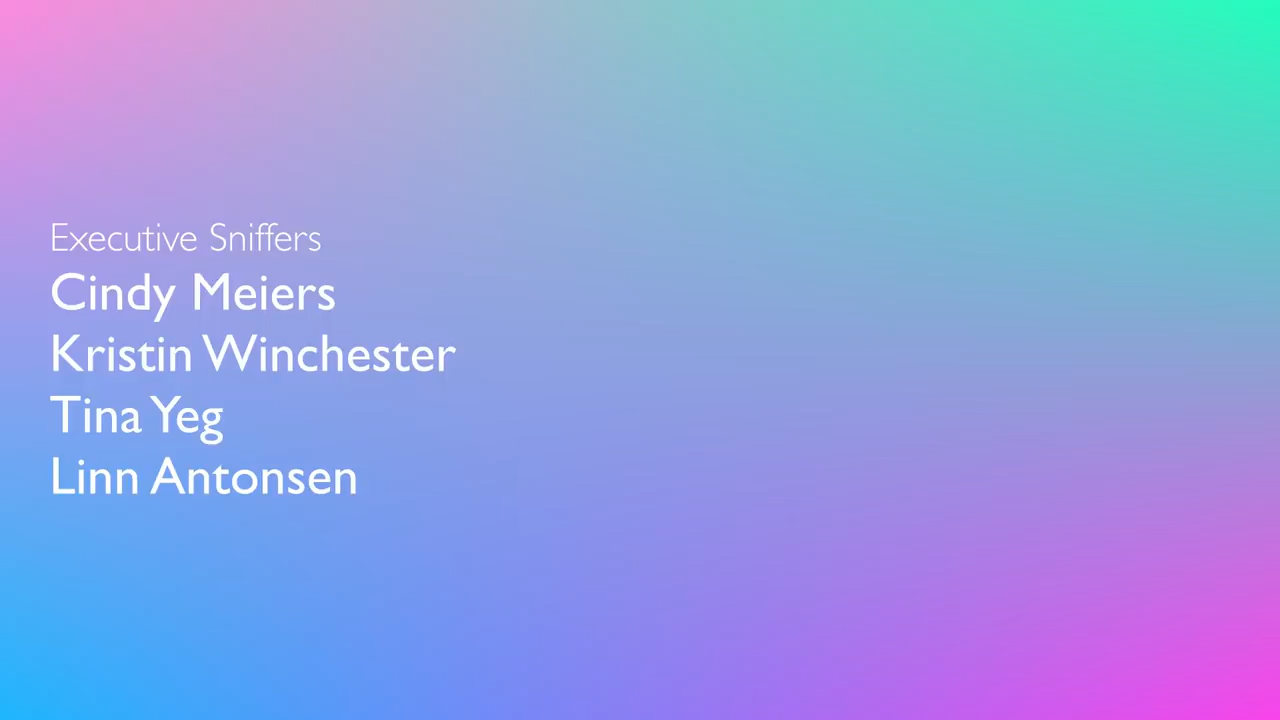 Executive Sniffers
Cindy Meiers
Kristin Winchester
Tina Yeg
Linn Antonsen